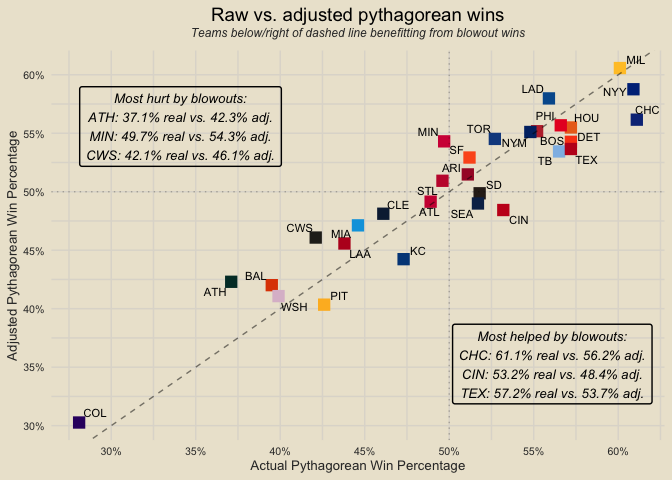 Raw vs. adjusted pythagorean wins
Teams below/right of dashed line benefitting from blowout wins
Adjusted Pythagorean Win Percentage
60%
55%
50%
45%
40%
35%
30%
Most hurt by blowouts:
ATH: 37.1% real vs. 42.3% adj.
MIN: 49.7% real vs. 54.3% adj.
CWS: 42.1% real vs. 46.1% adj.
MIL
LAD
NYY
CHC
PHI
HOU
TOR
MIN
NYM
BOS
DET
SF
TB
TEX
ARI
STL
SD
ATL
SEA
CIN
CLE
CWS
MIA
LAA
KC
BAL
ATH
WSH
PIT
COL
Most helped by blowouts:
CHC: 61.1% real vs. 56.2% adj.
CIN: 53.2% real vs. 48.4% adj.
TEX: 57.2% real vs. 53.7% adj.
30%
35%
40%
45%
50%
55%
60%
Actual Pythagorean Win Percentage